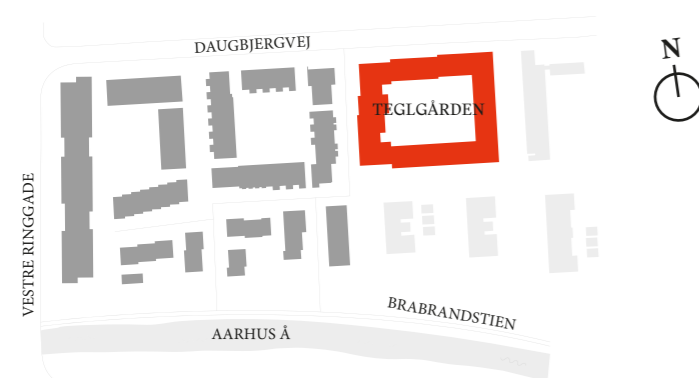 DAUGBJERGVEJ
N
TEGLGÅRDEN
VESTRE RINGGADE
BRABRANDSTIEN
AARHUS Å